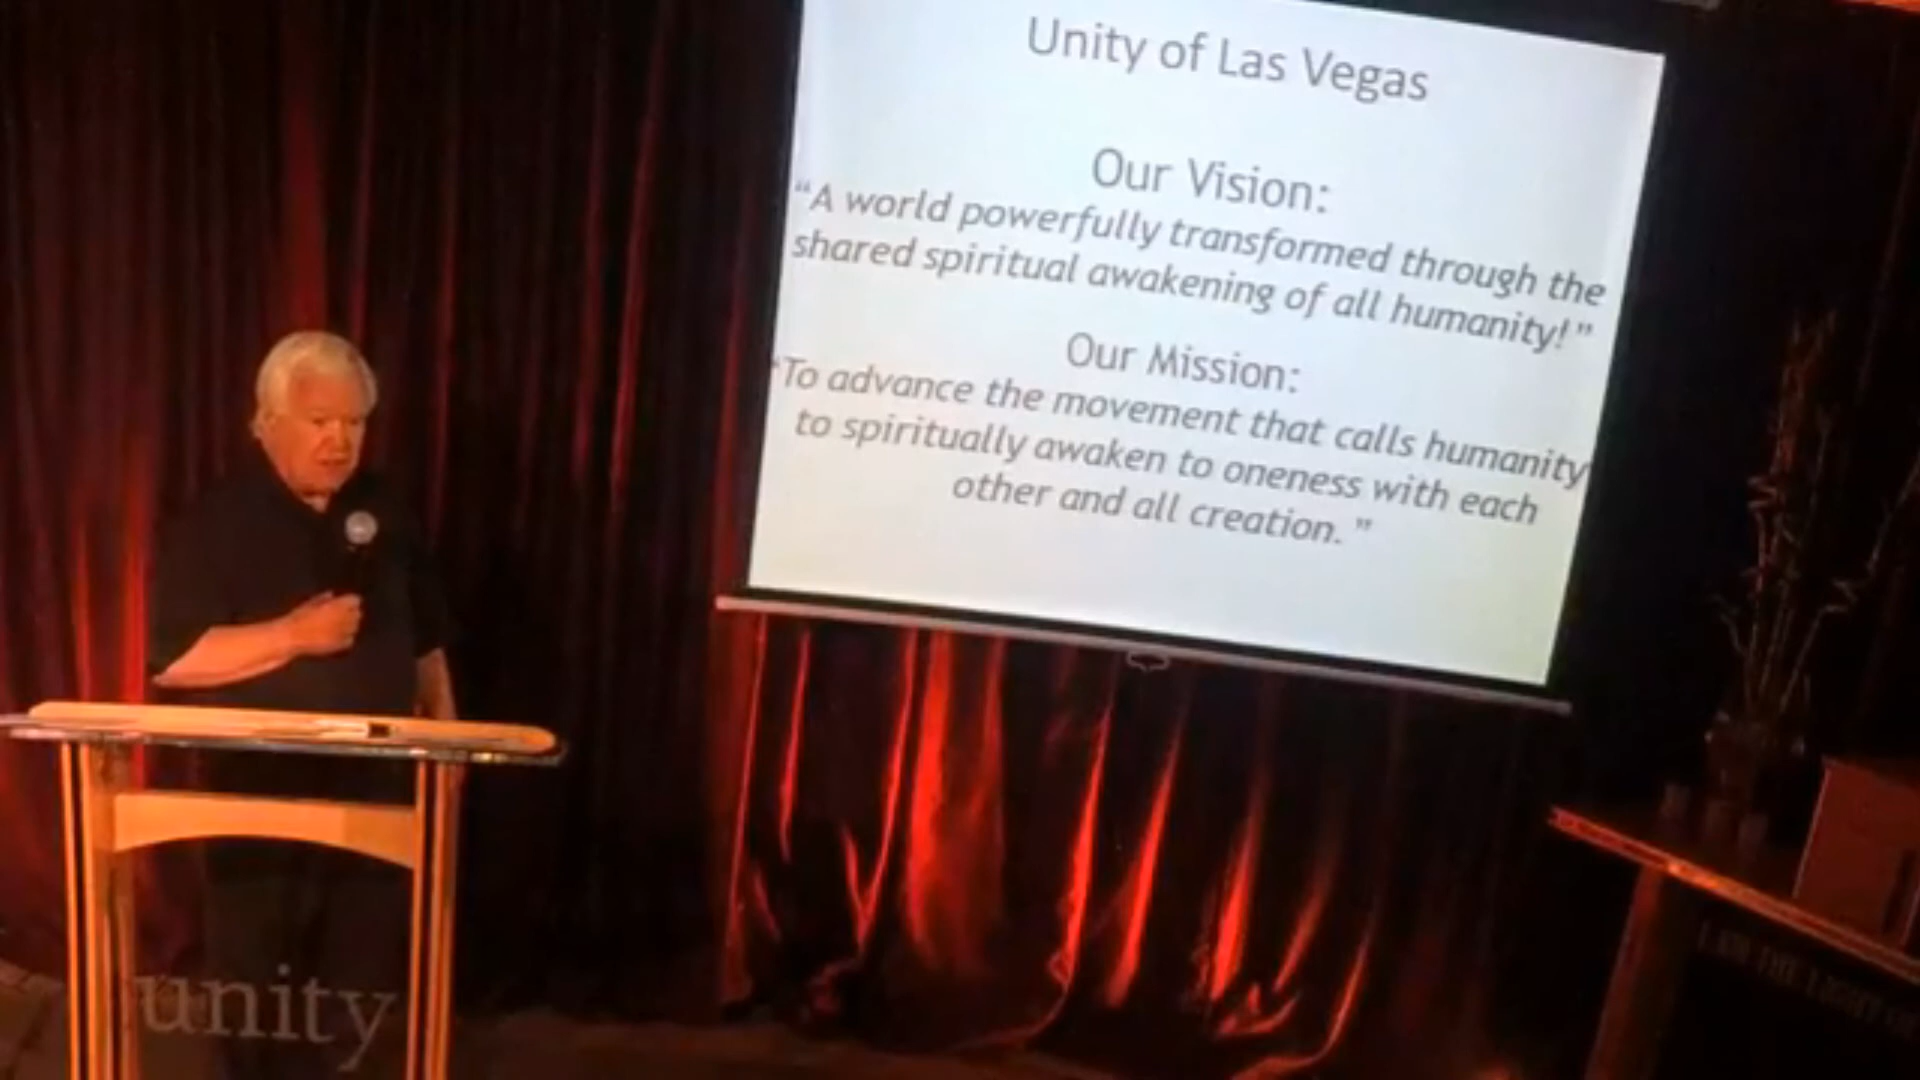 Unity of Las Vegas
Our Vision:
“A world powerfully transformed through the
shared spiritual awakening of all humanity!”
Our Mission:
“To advance the movement that calls humanity
to spiritually awaken to oneness with each
other and all creation. ”
unity